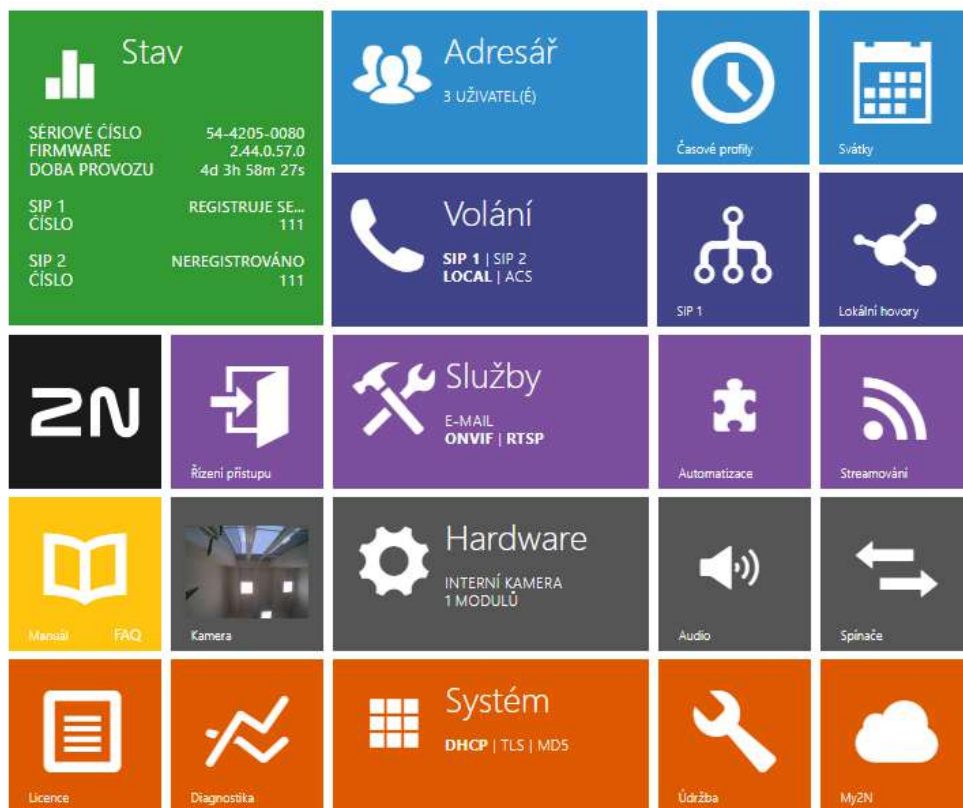 Stav
SÉRIOVÉ ČÍSLO 54-4205-0080
FIRMWARE 2.44.0.57.0
DOBA PROVOZU 4d 3h 58m 27s
SIP 1 REGISTRUJE SE...
ČÍSLO 111
SIP 2 NEREGISTROVÁNO
ČÍSLO 111
Adresář
3 UŽIVATEL(É)
Časové profily
Svátky
Volání
SIP 1 | SIP 2
LOCAL | ACS
SIP 1
Lokální hovory
2N
Řízení přístupu
Služby
E-MAIL
ONVIF | RTSP
Automatizace
Streamování
Manuál FAQ
Kamera
Hardware
INTERNÍ KAMERA
1 MODULŮ
Audio
Spínače
Licence
Diagnostika
Systém
DHCP | TLS | MD5
Údržba
My2N